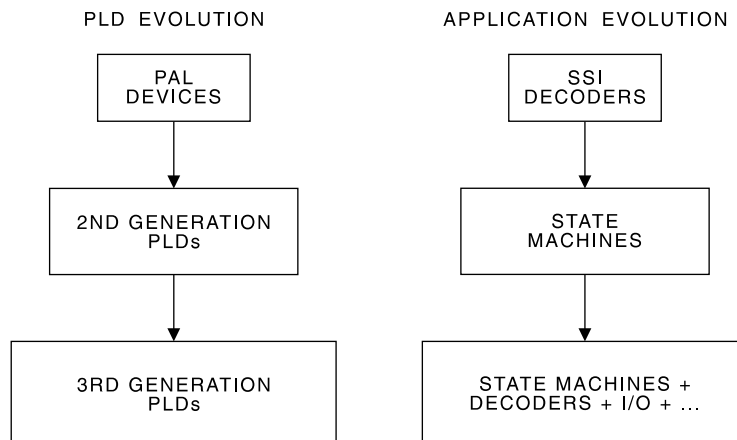 PLD EVOLUTION
PAL
DEVICES
2ND GENERATION
PLDs
3RD GENERATION
PLDs
APPLICATION EVOLUTION
SSI
DECODERS
STATE
MACHINES
STATE MACHINES +
DECODERS + I/O + ...